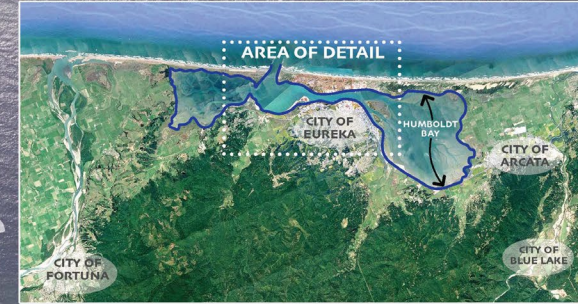 AREA OF DETAIL
CITY OF
EUREKA
HUMBOLDT
BAY
CITY OF
ARCATA
CITY OF
FORTUNA
CITY OF
BLUE LAKE